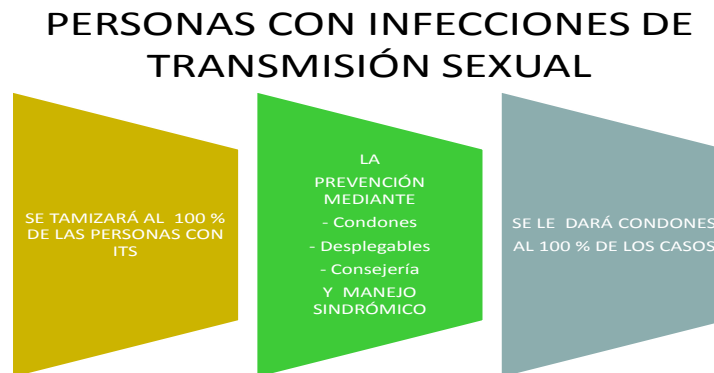 PERSONAS CON INFECCIONES DE
TRANSMISIÓN SEXUAL
SE TAMIZARÁ AL 100 %
DE LAS PERSONAS CON
ITS
LA
PREVENCIÓN
MEDIANTE
- Condones
- Desplegables
- Consejería
Y MANEJO
SINDRÓMICO
SE LE DARÁ CONDONES
AL 100 % DE LOS CASOS